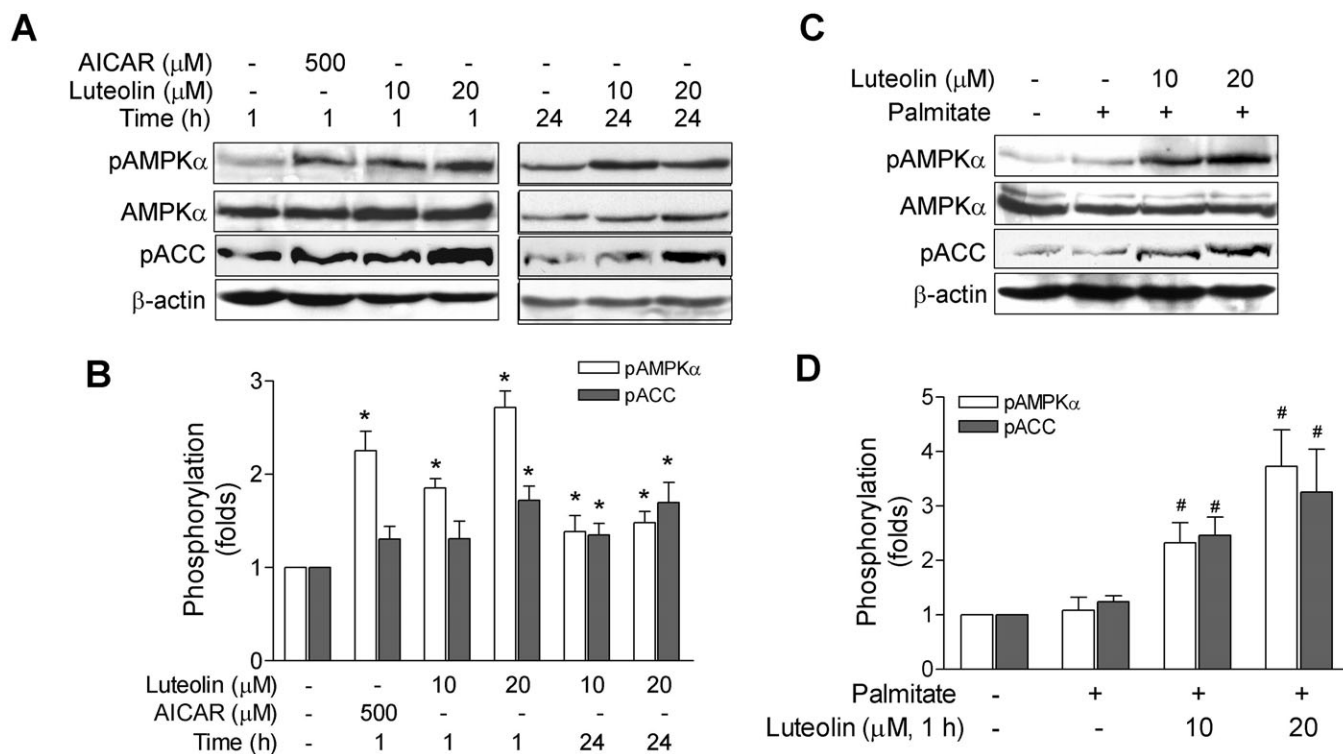 A
AICAR (μM) - 500 - - - - -
Luteolin (μM) - - 10 20 - 10 20
Time (h) 1 1 1 1 24 24 24
pAMPKα
AMPKα
pACC
β-actin
B
pAMPKα
pACC
Phosphorylation
(folds)
3
2
1
0
* * * * * * * *
Luteolin (μM) - - 10 20 10 20
AICAR (μM) - 500 - - - -
Time (h) - 1 1 1 24 24
C
Luteolin (μM) - - 10 20
Palmitate - + + +
pAMPKα
AMPKα
pACC
β-actin
D
pAMPKα
pACC
Phosphorylation
(folds)
5
4
3
2
1
0
# # # #
Palmitate - + + +
Luteolin (μM, 1 h) 10 20